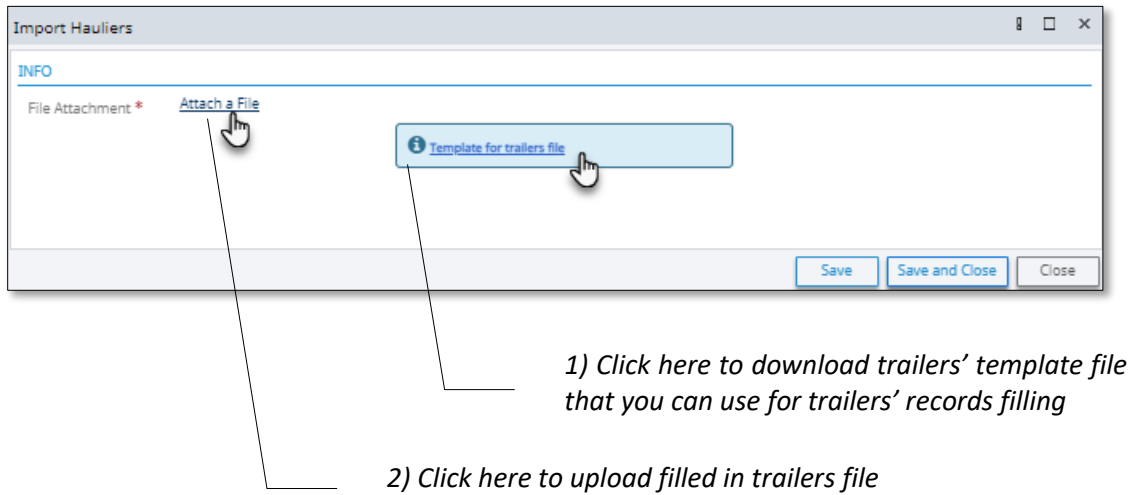 Import Hauliers
INFO
File Attachment *
Attach a File
Template for trailers file
Save
Save and Close
Close
1) Click here to download trailers’ template file
that you can use for trailers’ records filling
2) Click here to upload filled in trailers file